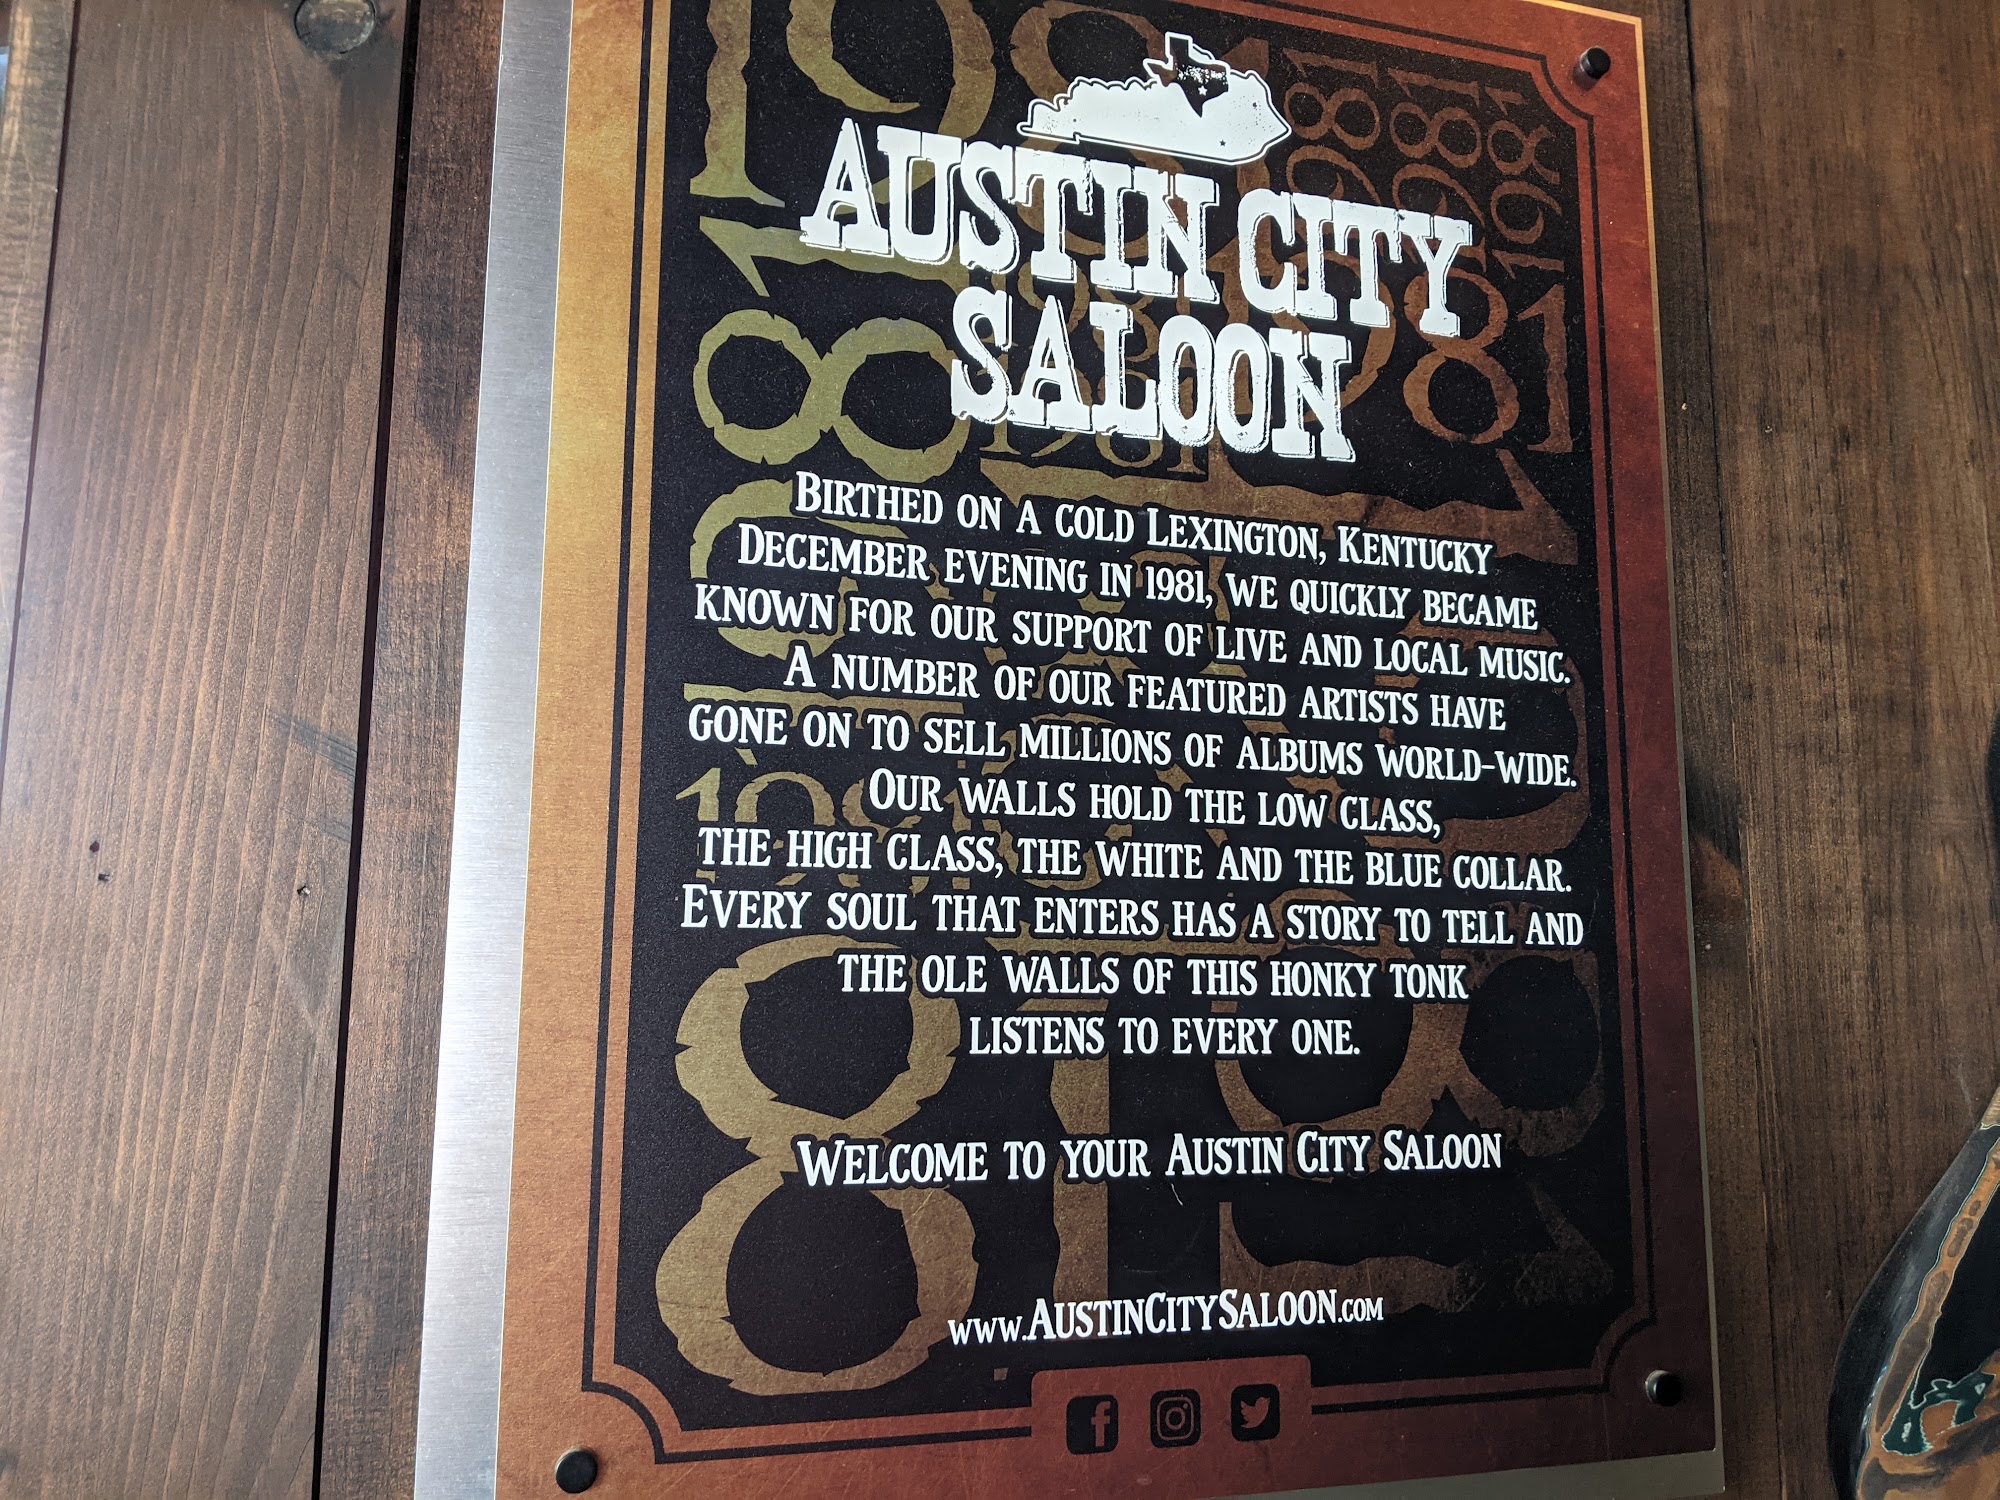 AUSTIN CITY
SALOON
BIRTHED ON A COLD LEXINGTON, KENTUCKY
DECEMBER EVENING IN 1981, WE QUICKLY BECAME
KNOWN FOR OUR SUPPORT OF LIVE AND LOCAL MUSIC.
A NUMBER OF OUR FEATURED ARTISTS HAVE
GONE ON TO SELL MILLIONS OF ALBUMS WORLD-WIDE.
OUR WALLS HOLD THE LOW CLASS,
THE HIGH CLASS, THE WHITE AND THE BLUE COLLAR.
EVERY SOUL THAT ENTERS HAS A STORY TO TELL AND
THE OLE WALLS OF THIS HONKY TONK
LISTENS TO EVERY ONE.
WELCOME TO YOUR AUSTIN CITY SALOON
WWW.AUSTINCITYSALOON.COM
1981
1981
1981
1981